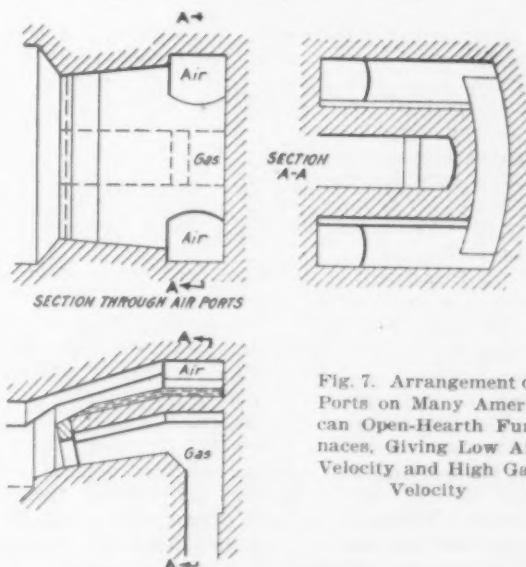 A
Air
Gas
Air
A
SECTION THROUGH AIR PORTS
SECTION
A-A
A
Air
Gas
A
Fig. 7. Arrangement of
Ports on Many Ameri-
can Open-Hearth Fur-
naces, Giving Low Air
Velocity and High Gas
Velocity